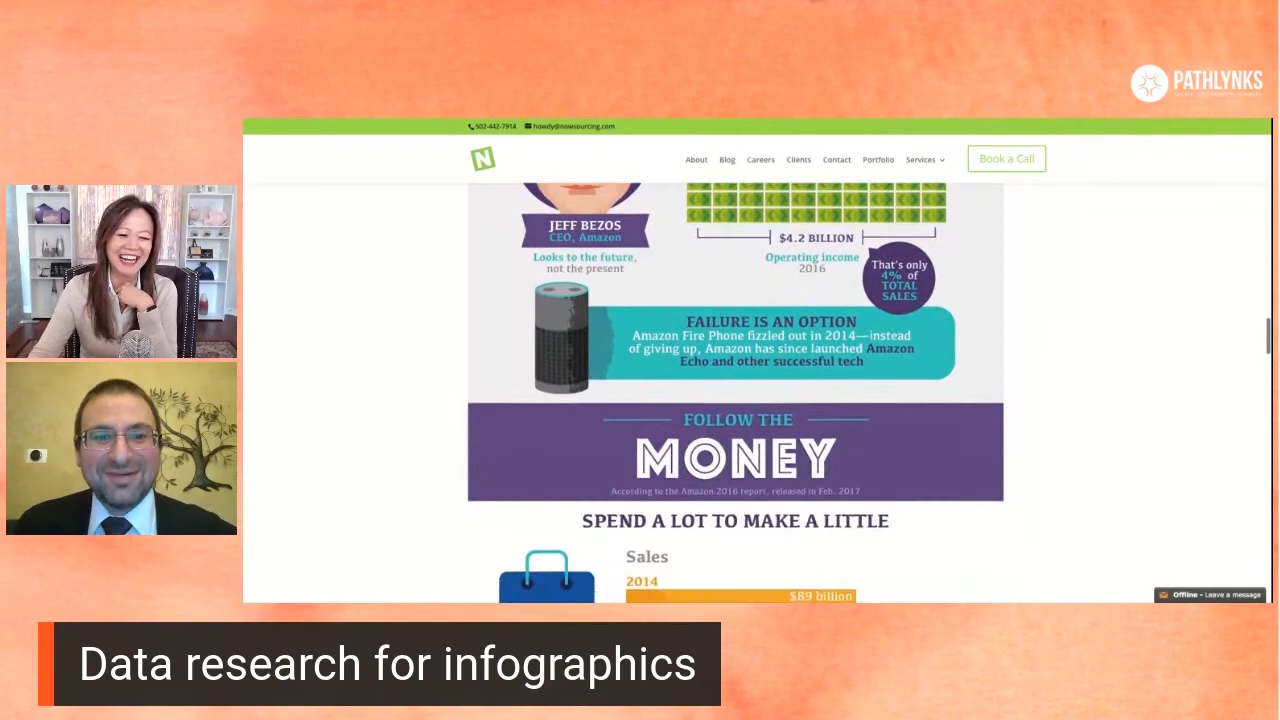 PATHLYNKS
502-442-7914 howdy@nowsourcing.com
N
About Blog Careers Clients Contact Portfolio Services Book a Call
JEFF BEZOS
CEO, Amazon
Looks to the future,
not the present
$4.2 BILLION
Operating income
2016
That's only
4% of
TOTAL
SALES
FAILURE IS AN OPTION
Amazon Fire Phone fizzled out in 2014—instead
of giving up, Amazon has since launched Amazon
Echo and other successful tech
FOLLOW THE
MONEY
According to the Amazon 2016 report, released in Feb. 2017
SPEND A LOT TO MAKE A LITTLE
Sales
2014
$89 billion
Offline - Leave a message
Data research for infographics